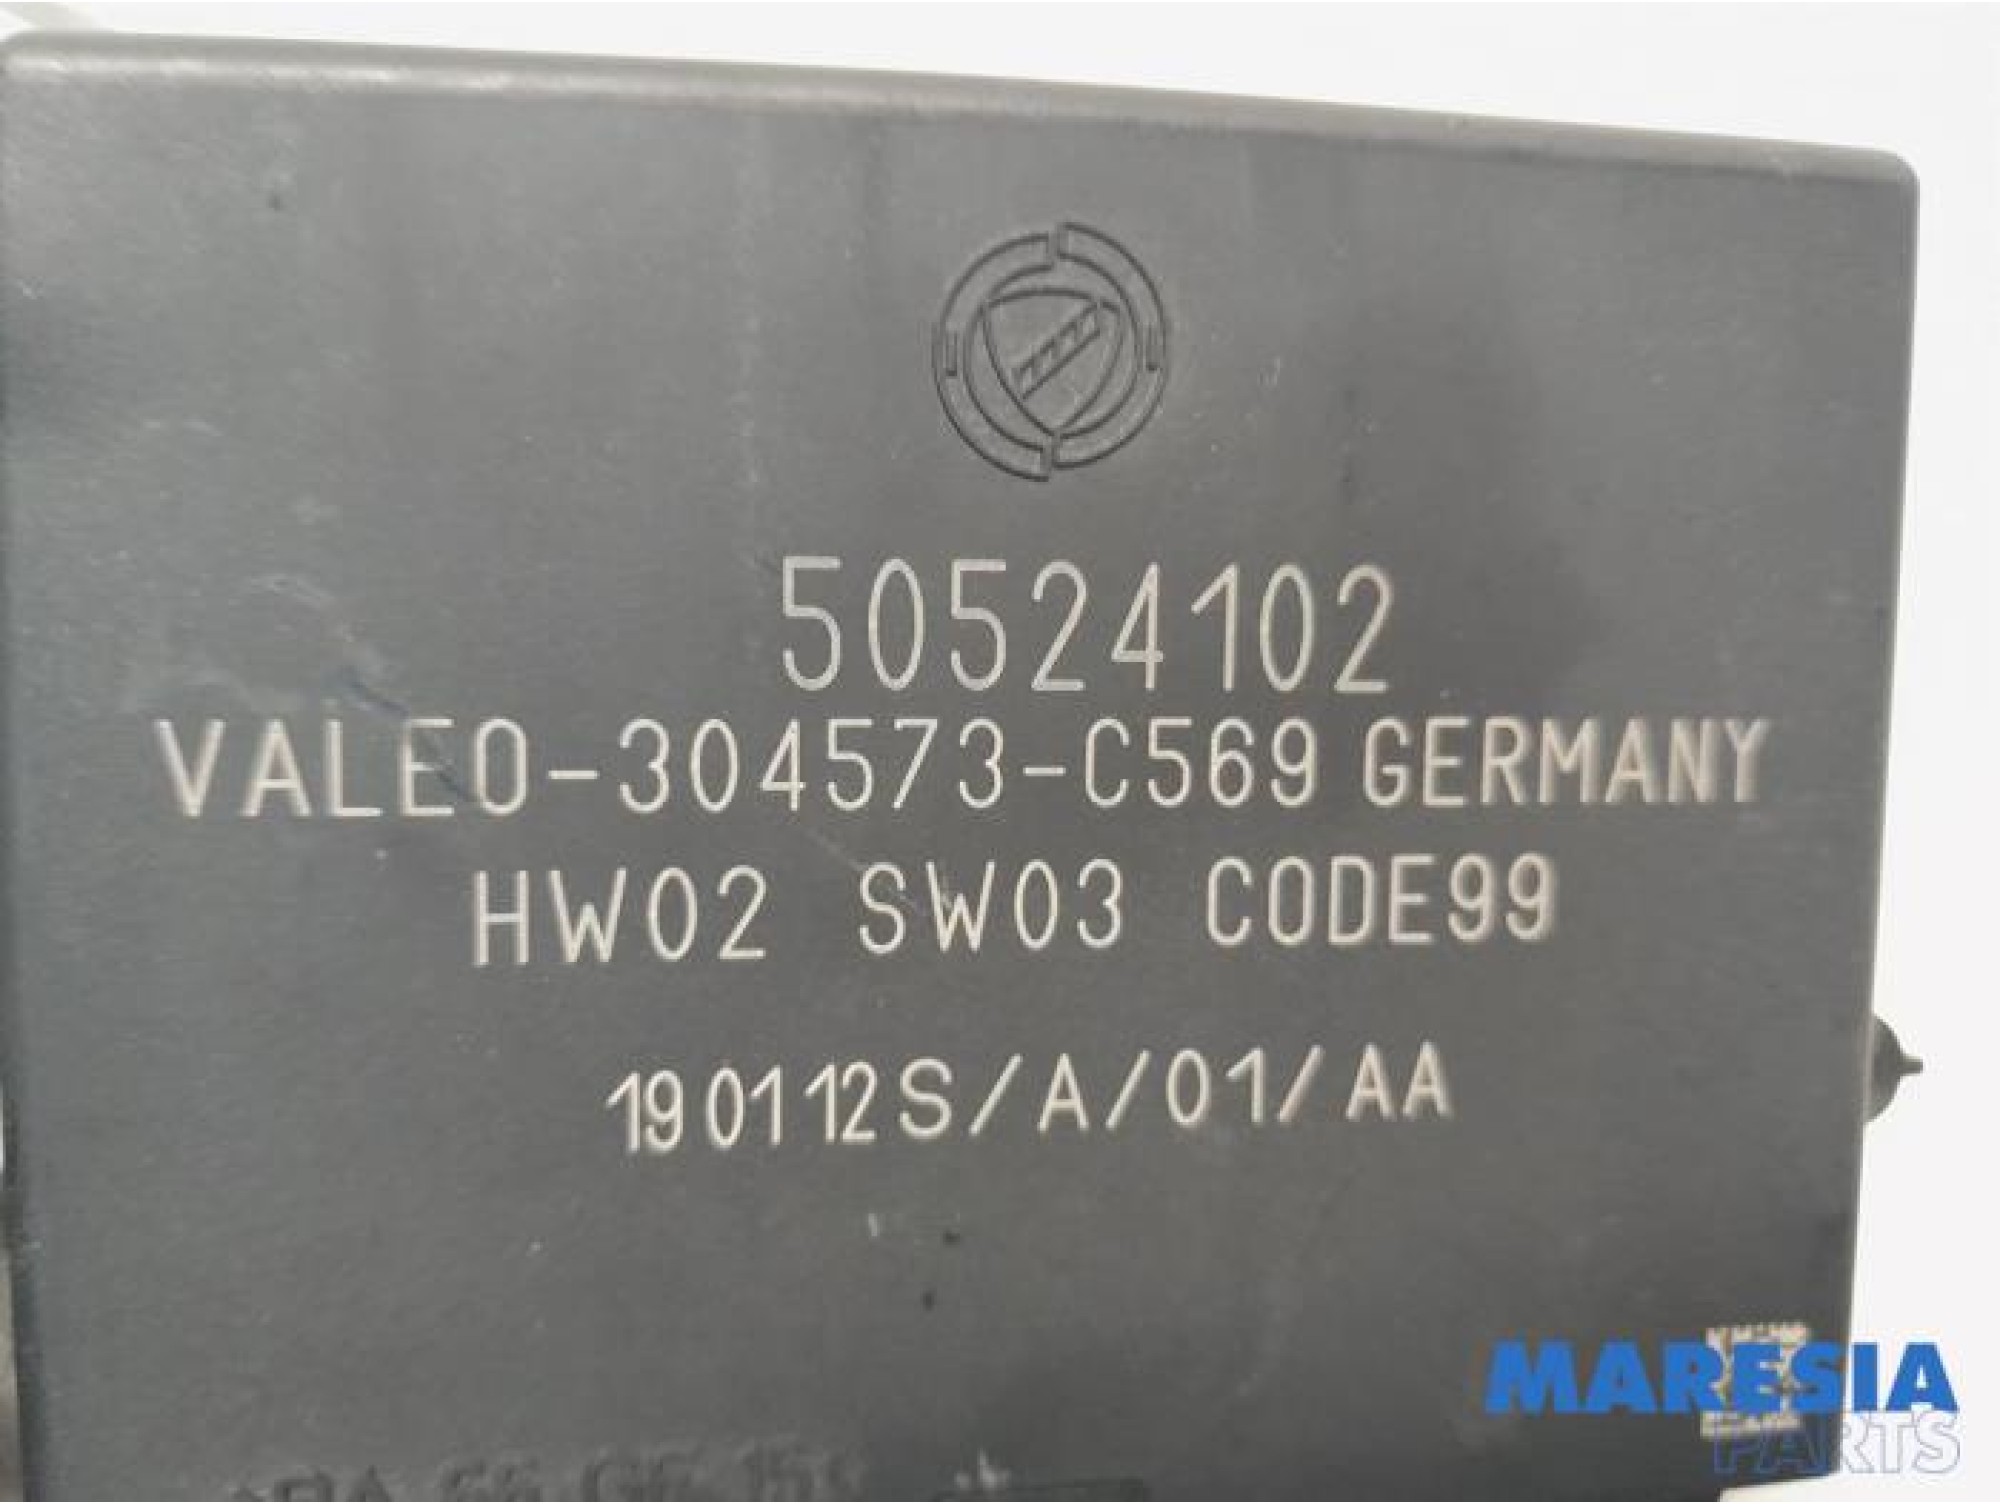 50524102
VALEO-304573-C569 GERMANY
HW02 SW03 CODE99
190112S/A/01/AA
MARESIA
PARTS